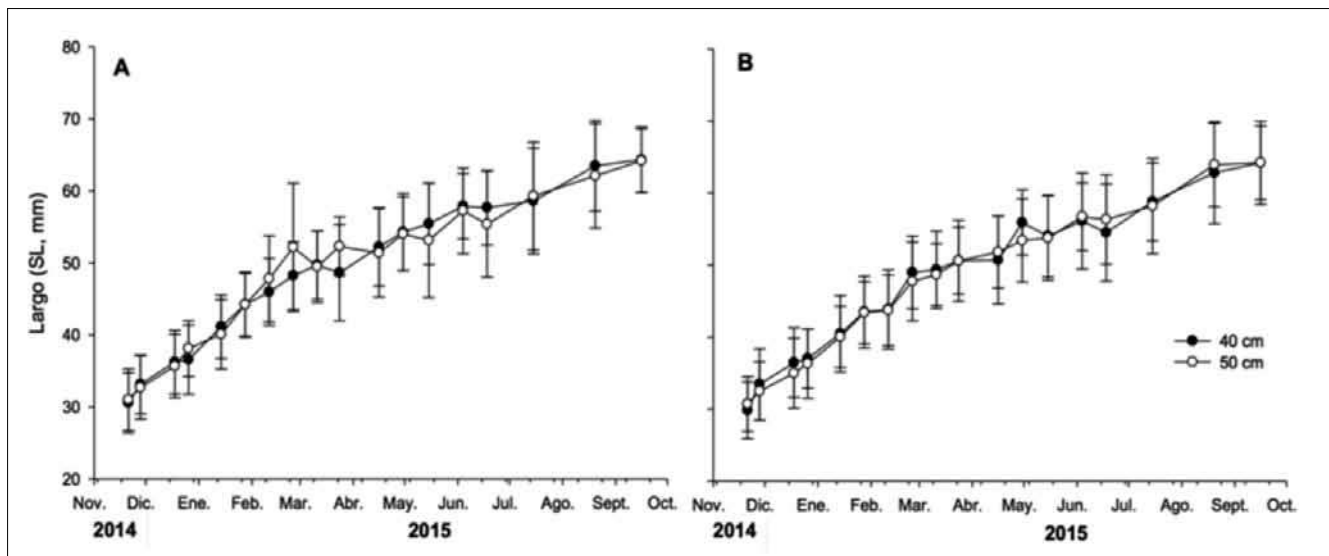 A
B
Largo (SL, mm)
80
70
60
50
40
30
20
40 cm
50 cm
Nov. Dic. Ene. Feb. Mar. Abr. May. Jun. Jul. Ago. Sept. Oct.
Nov. Dic. Ene. Feb. Mar. Abr. May. Jun. Jul. Ago. Sept. Oct.
2014 2015
2014 2015